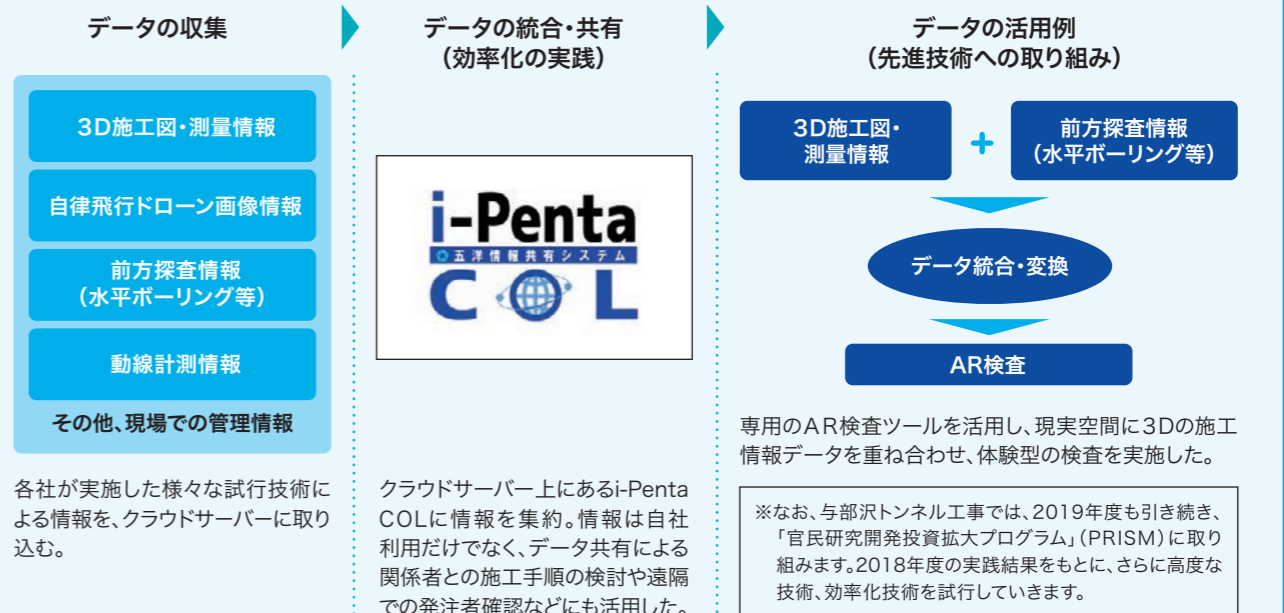 データの収集
3D施工図・測量情報
自律飛行ドローン画像情報
前方探査情報
（水平ボーリング等）
動線計測情報
その他、現場での管理情報
各社が実施した様々な試行技術に
よる情報を、クラウドサーバーに取り
込む。
データの統合・共有
（効率化の実践）
i-Penta
五洋情報共有システム
COL
クラウドサーバー上にあるi-Penta
COLに情報を集約。情報は自社
利用だけでなく、データ共有による
関係者との施工手順の検討や遠隔
での発注者確認などにも活用した。
データの活用例
（先進技術への取り組み）
3D施工図・
測量情報
+
前方探査情報
（水平ボーリング等）
データ統合・変換
AR検査
専用のAR検査ツールを活用し、現実空間に3Dの施工
情報データを重ね合わせ、体験型の検査を実施した。
※なお、与部沢トンネル工事では、2019年度も引き続き、
「官民研究開発投資拡大プログラム」（PRISM）に取り
組みます。2018年度の実践結果をもとに、さらに高度な
技術、効率化技術を試行していきます。